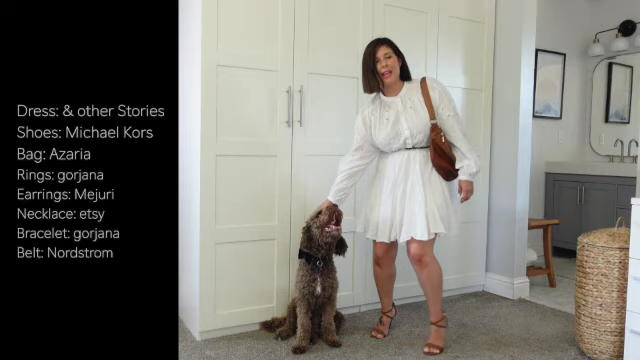 Dress: & other Stories
Shoes: Michael Kors
Bag: Azaria
Rings: gorjana
Earrings: Mejuri
Necklace: etsy
Bracelet: gorjana
Belt: Nordstrom